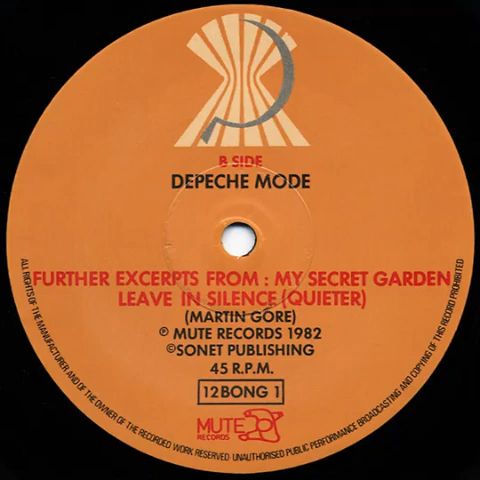 B SIDE
DEPECHE MODE
FURTHER EXCERPTS FROM : MY SECRET GARDEN
LEAVE IN SILENCE (QUIETER)
(MARTIN GORE)
℗ MUTE RECORDS 1982
©SONET PUBLISHING
45 R.P.M.
12BONG 1
MUTE
RECORDS
ALL RIGHTS OF THE MANUFACTURER AND OF THE OWNER OF THE RECORDED WORK RESERVED· UNAUTHORISED PUBLIC PERFORMANCE BROADCASTING AND COPYING OF THIS RECORD PROHIBITED